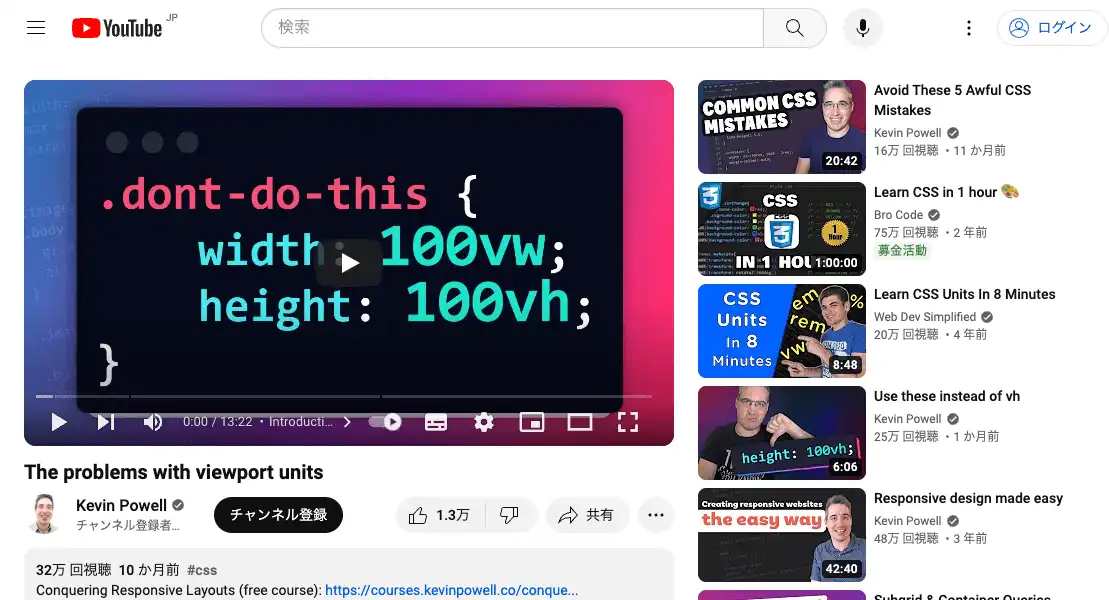 YouTube JP
検索
ログイン
.dont-do-this {
width: 100vw;
height: 100vh;
}
0:00 / 13:22 • Introducti...
The problems with viewport units
Kevin Powell
チャンネル登録者...
チャンネル登録
1.3万
共有
32万 回視聴 10 か月前 #css
Conquering Responsive Layouts (free course): https://courses.kevinpowell.co/conque...
COMMON CSS
MISTAKES
20:42
Avoid These 5 Awful CSS
Mistakes
Kevin Powell
16万 回視聴 • 11 か月前
CSS
CSS
1
Hour
IN 1 HOU
1:00:00
Learn CSS in 1 hour 🎨
Bro Code
75万 回視聴 • 2 年前
募金活動
CSS
Units
In 8
Minutes
em
rem
vw
%
8:48
Learn CSS Units In 8 Minutes
Web Dev Simplified
20万 回視聴 • 4 年前
height: 100vh;
6:06
Use these instead of vh
Kevin Powell
25万 回視聴 • 1 か月前
Creating responsive websites
the easy way
42:40
Responsive design made easy
Kevin Powell
48万 回視聴 • 3 年前
Subgrid & Container Queries